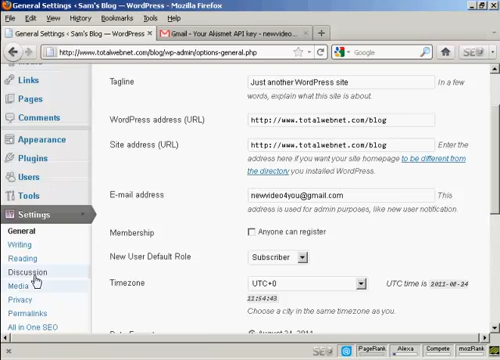 General Settings ‹ Sam's Blog — WordPress - Mozilla Firefox
File Edit View History Bookmarks Tools Help
General Settings ‹ Sam's Blog — WordPress
Gmail - Your Akismet API key - newvideo...
http://www.totalwebnet.com/blog/wp-admin/options-general.php
Google
Links
Pages
Comments
Appearance
Plugins
Users
Tools
Settings
General
Writing
Reading
Discussion
Media
Privacy
Permalinks
All in One SEO
Tagline
Just another WordPress site
In a few
words, explain what this site is about.
WordPress address (URL)
http://www.totalwebnet.com/blog
Site address (URL)
http://www.totalwebnet.com/blog
Enter the
address here if you want your site homepage to be different from
the directory you installed WordPress.
E-mail address
newvideo4you@gmail.com
This
address is used for admin purposes, like new user notification.
Membership
Anyone can register
New User Default Role
Subscriber
Timezone
UTC+0
UTC time is 2011-08-24
21:54:43
Choose a city in the same timezone as you.
August 24, 2011
SEO
PageRank
Alexa
Compete
mozRank
SEO